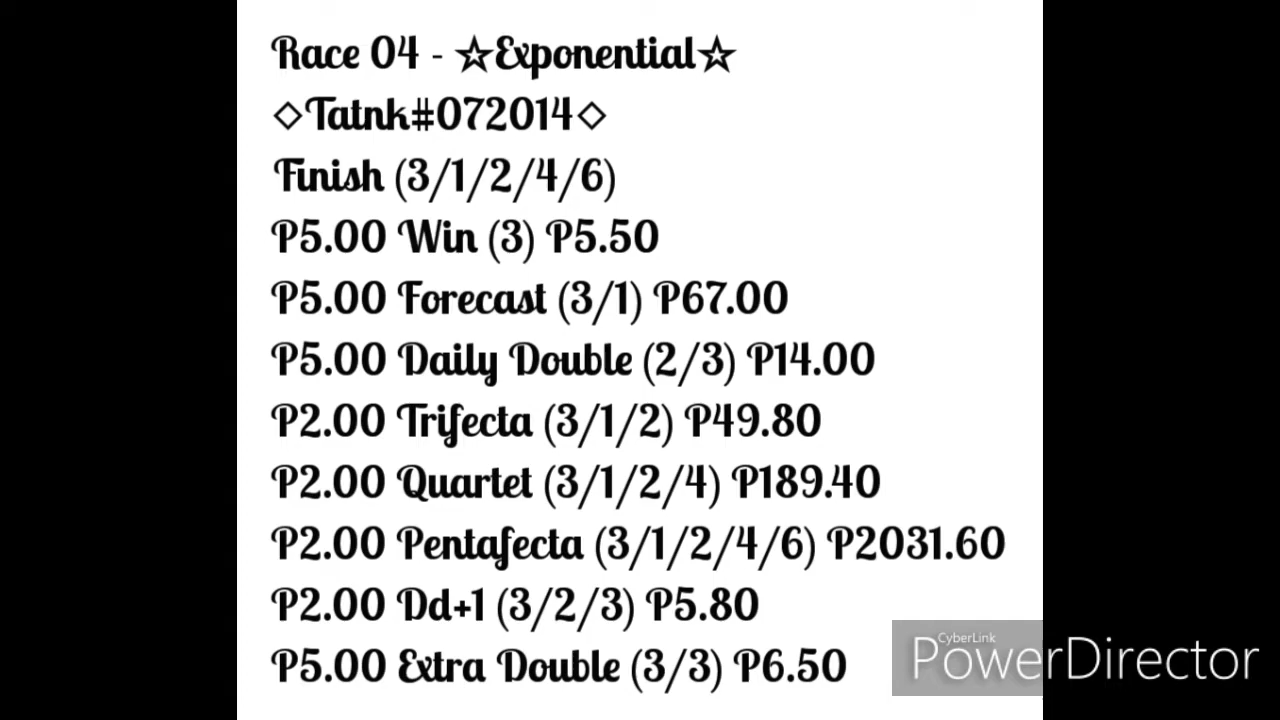 Race 04 - ☆Exponential☆
◇Tatnk#072014◇
Finish (3/1/2/4/6)
P5.00 Win (3) P5.50
P5.00 Forecast (3/1) P67.00
P5.00 Daily Double (2/3) P14.00
P2.00 Trifecta (3/1/2) P49.80
P2.00 Quartet (3/1/2/4) P189.40
P2.00 Pentafecta (3/1/2/4/6) P2031.60
P2.00 Dd+1 (3/2/3) P5.80
P5.00 Extra Double (3/3) P6.50
CyberLink
PowerDirector